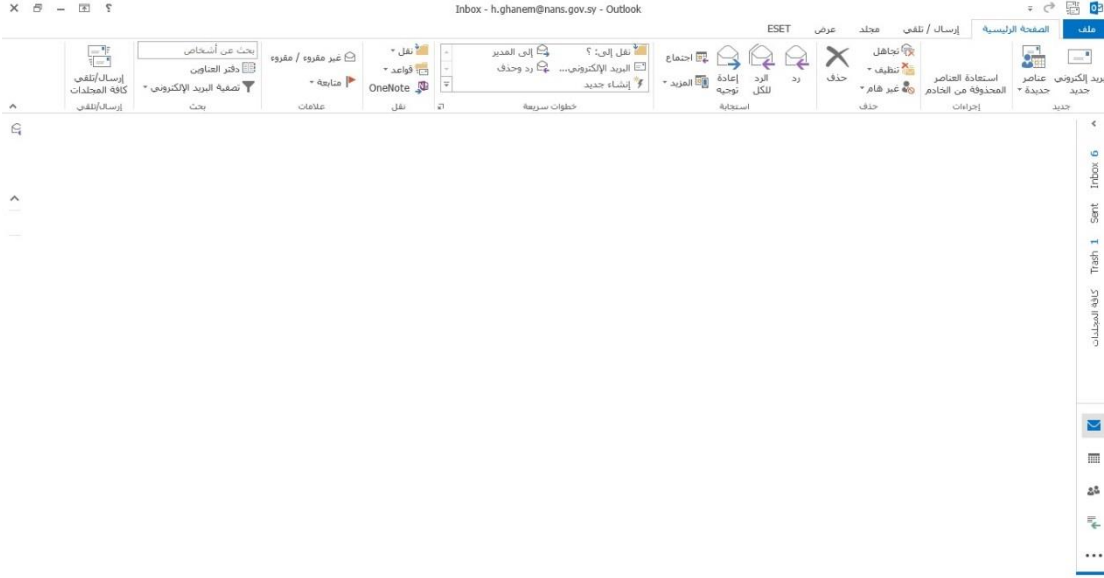 Inbox - h.ghanem@nans.gov.sy - Outlook
ملف
الصفحة الرئيسية
إرسال / تلقي
مجلد
عرض
ESET
بريد إلكتروني جديد
عناصر جديدة
جديد
استعادة العناصر المحذوفة من الخادم
إجراءات
تجاهل
تنظيف
غير هام
حذف
حذف
رد
الرد للكل
إعادة توجيه
اجتماع
المزيد
استجابة
نقل إلى: ؟
البريد الإلكتروني...
إنشاء جديد
إلى المدير
رد وحذف
خطوات سريعة
نقل
قواعد
OneNote
نقل
غير مقروء / مقروء
متابعة
علامات
بحث عن أشخاص
دفتر العناوين
تصفية البريد الإلكتروني
بحث
إرسال/تلقي كافة المجلدات
إرسال/تلقي
Inbox 6
Sent
Trash 1
كافة المجلدات